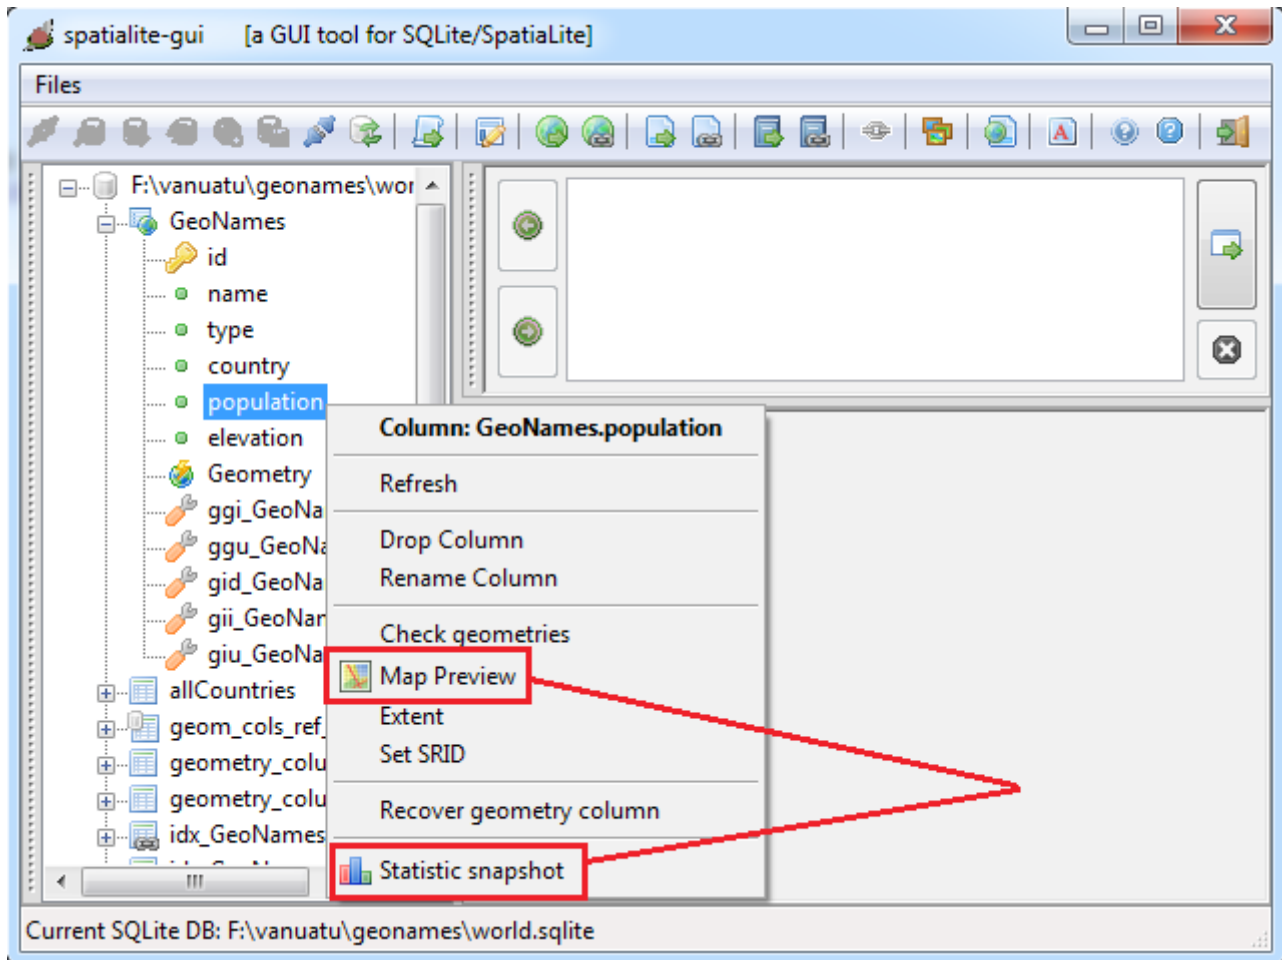 spatialite-gui [a GUI tool for SQLite/SpatiaLite]
Files
F:\vanuatu\geonames\wor
GeoNames
id
name
type
country
population
elevation
Geometry
ggi_GeoNa
ggu_GeoNa
gid_GeoNa
gii_GeoNar
giu_GeoNa
allCountries
geom_cols_ref_
geometry_colu
geometry_colu
idx_GeoNames
Column: GeoNames.population
Refresh
Drop Column
Rename Column
Check geometries
Map Preview
Extent
Set SRID
Recover geometry column
Statistic snapshot
Current SQLite DB: F:\vanuatu\geonames\world.sqlite